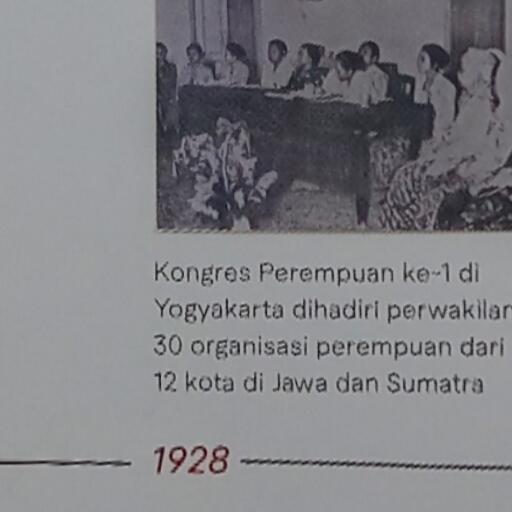 Kongres Perempuan ke-1 di
Yogyakarta dihadiri perwakilan
30 organisasi perempuan dari
12 kota di Jawa dan Sumatra
1928